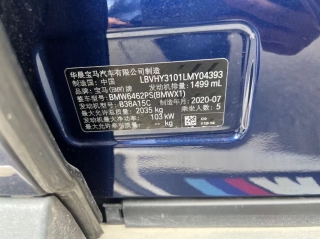 华晨宝马汽车有限公司制造
制造国: 中国 LBVHY3101LMY04393
品牌: 宝马(BMW)牌 发动机排量: 1499 mL
整车型号: BMW6462PS(BMWX1)
发动机型号: B38A15C 制造年月: 2020-07
最大允许总质量: 2035 kg 乘坐人数: 5
发动机最大净功率: 103 kW
-- kg